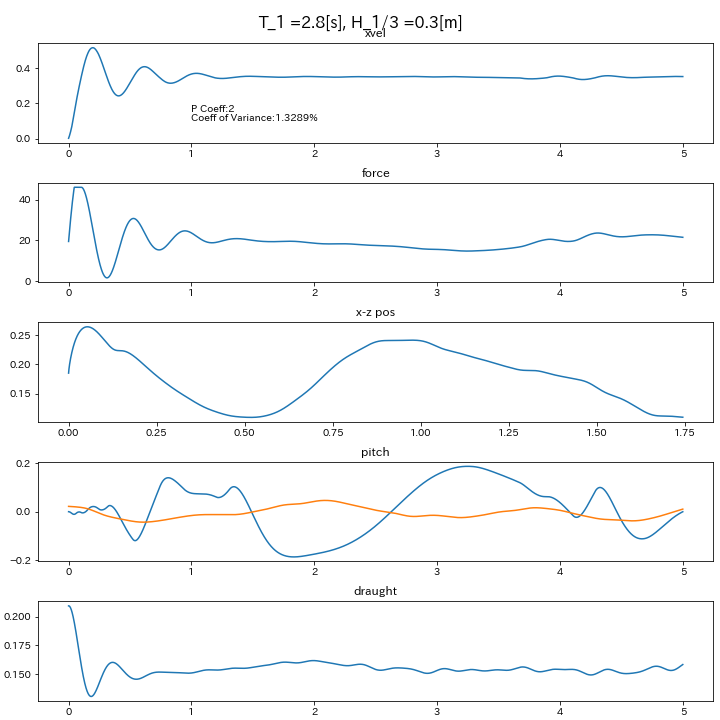 T_1 =2.8[s], H_1/3 =0.3[m]
xvel
0.4
0.2
0.0
P Coeff:2
Coeff of Variance:1.3289%
0 1 2 3 4 5
force
40
20
0
0 1 2 3 4 5
x-z pos
0.25
0.20
0.15
0.00 0.25 0.50 0.75 1.00 1.25 1.50 1.75
pitch
0.2
0.0
−0.2
0 1 2 3 4 5
draught
0.200
0.175
0.150
0 1 2 3 4 5